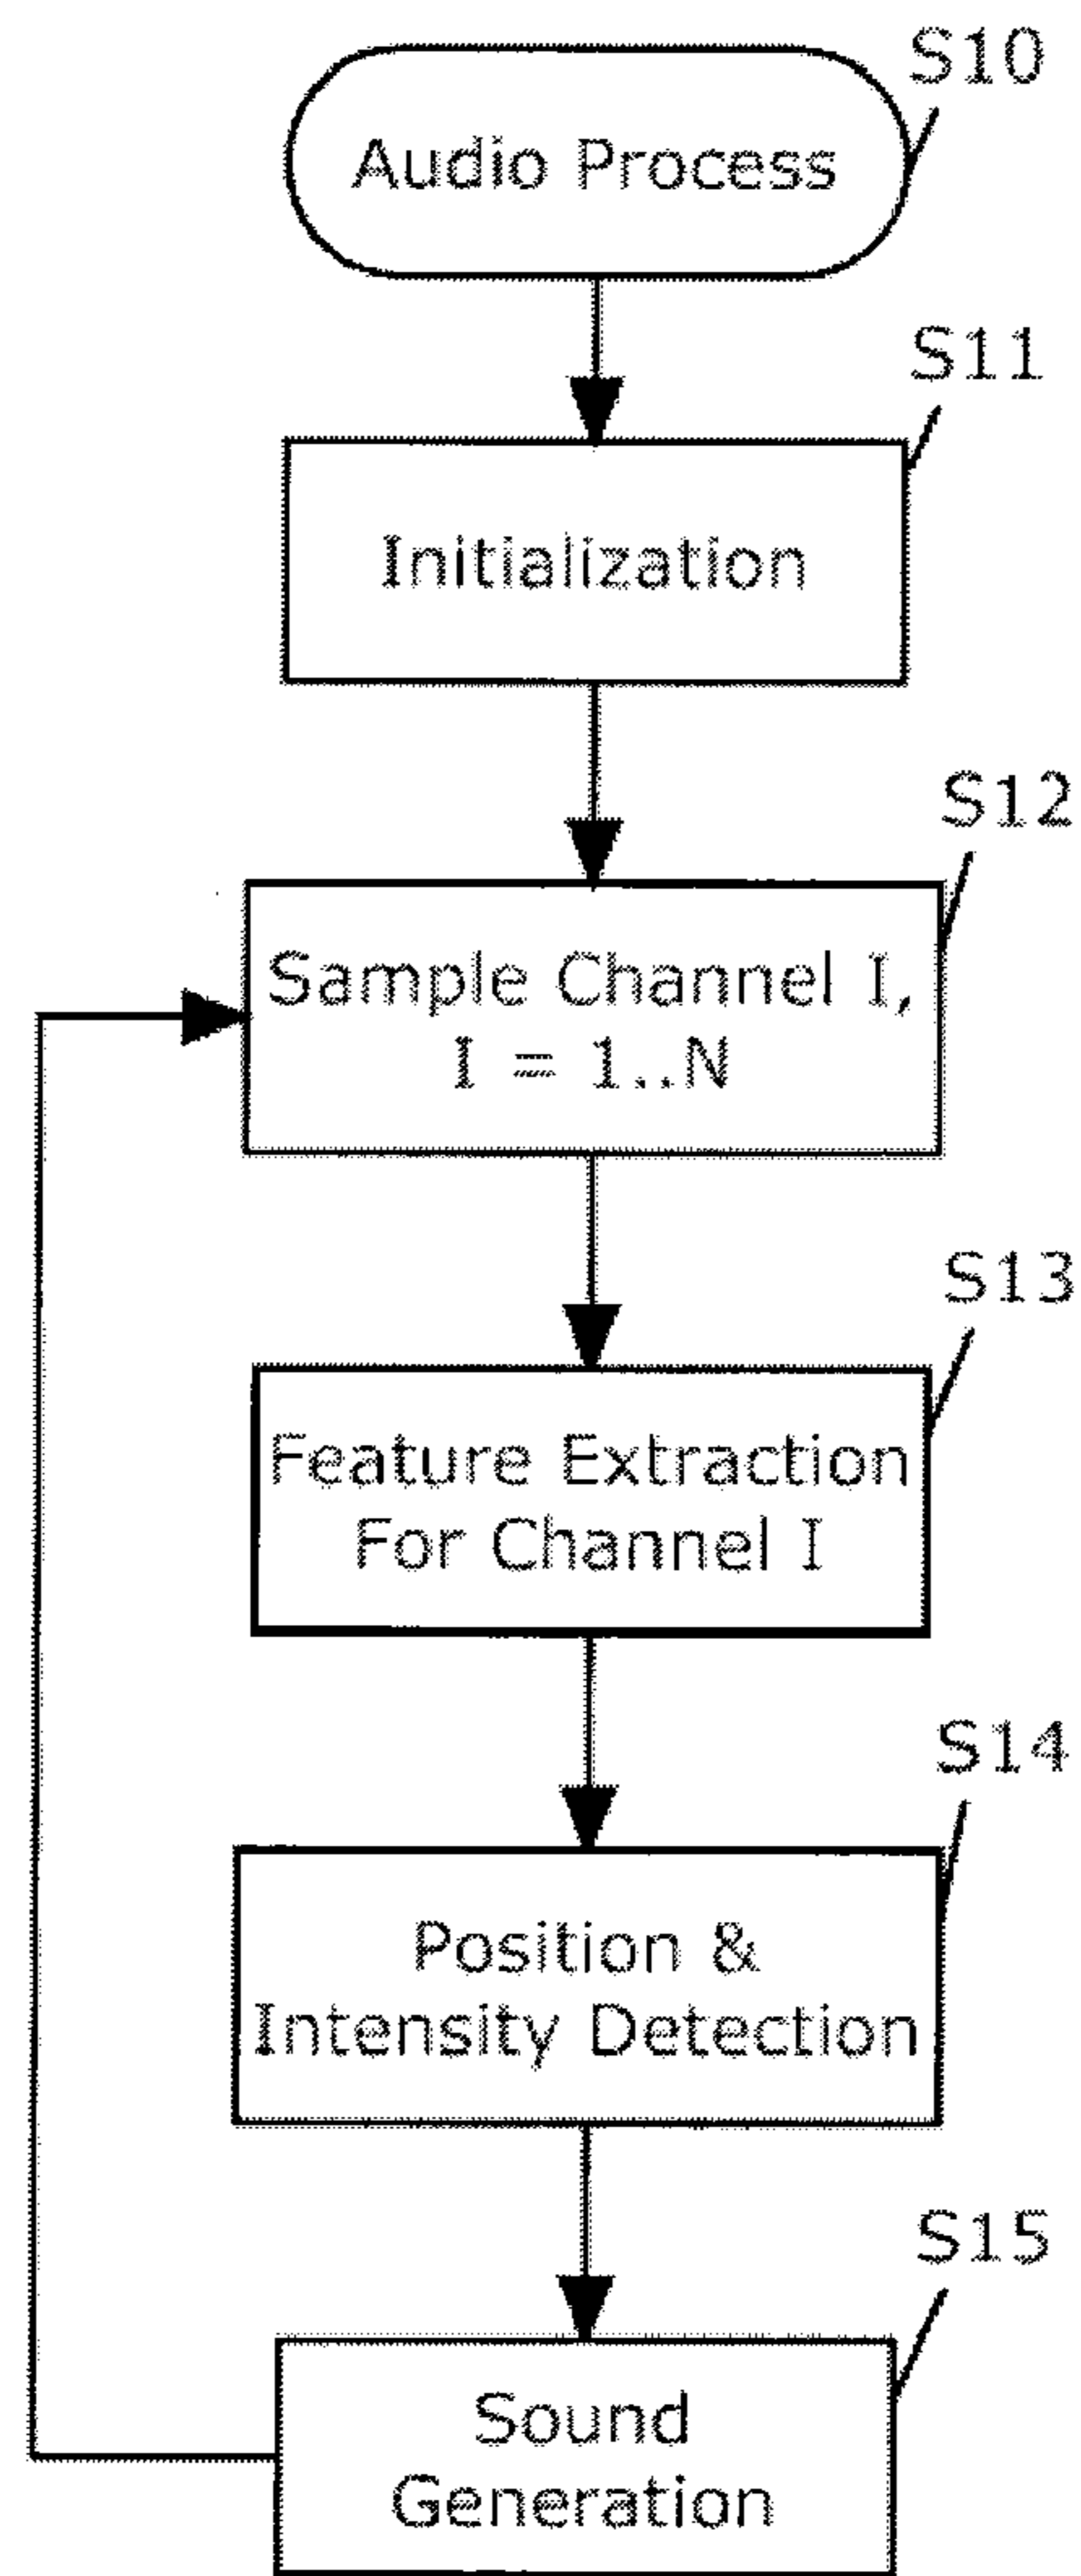 S10
Audio Process
S11
Initialization
S12
Sample Channel I,
I = 1..N
S13
Feature Extraction
For Channel I
S14
Position &
Intensity Detection
S15
Sound
Generation